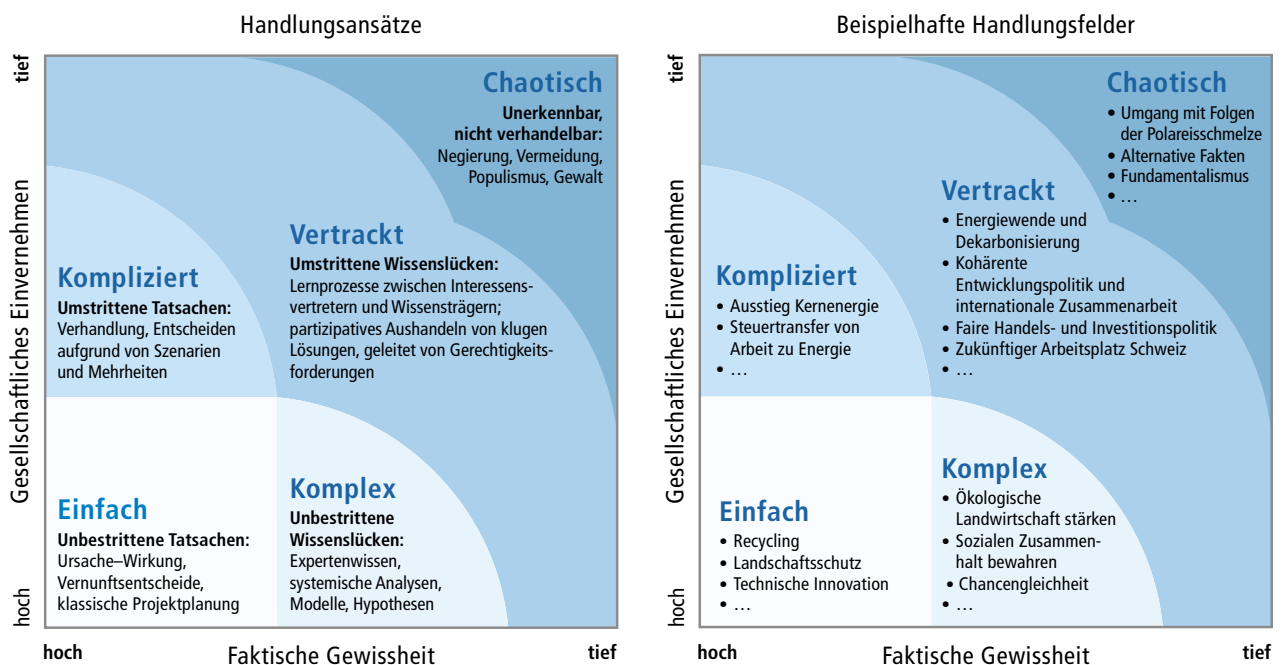 Handlungsansätze
tief
Gesellschaftliches Einvernehmen
hoch
Chaotisch
Unerkennbar,
nicht verhandelbar:
Negierung, Vermeidung,
Populismus, Gewalt
Vertrackt
Umstrittene Wissenslücken:
Lernprozesse zwischen Interessens-
vertretern und Wissensträgern;
partizipatives Aushandeln von klugen
Lösungen, geleitet von Gerechtigkeits-
forderungen
Kompliziert
Umstrittene Tatsachen:
Verhandlung, Entscheiden
aufgrund von Szenarien
und Mehrheiten
Einfach
Unbestrittene Tatsachen:
Ursache–Wirkung,
Vernunftsentscheide,
klassische Projektplanung
Komplex
Unbestrittene
Wissenslücken:
Expertenwissen,
systemische Analysen,
Modelle, Hypothesen
hoch
Faktische Gewissheit
tief
Beispielhafte Handlungsfelder
tief
Gesellschaftliches Einvernehmen
hoch
Chaotisch
• Umgang mit Folgen
der Polareisschmelze
• Alternative Fakten
• Fundamentalismus
• …
Vertrackt
• Energiewende und
Dekarbonisierung
• Kohärente
Entwicklungspolitik und
internationale Zusammenarbeit
• Faire Handels- und Investitionspolitik
• Zukünftiger Arbeitsplatz Schweiz
• …
Kompliziert
• Ausstieg Kernenergie
• Steuertransfer von
Arbeit zu Energie
• …
Einfach
• Recycling
• Landschaftsschutz
• Technische Innovation
• …
Komplex
• Ökologische
Landwirtschaft stärken
• Sozialen Zusammen-
halt bewahren
• Chancengleichheit
• …
hoch
Faktische Gewissheit
tief